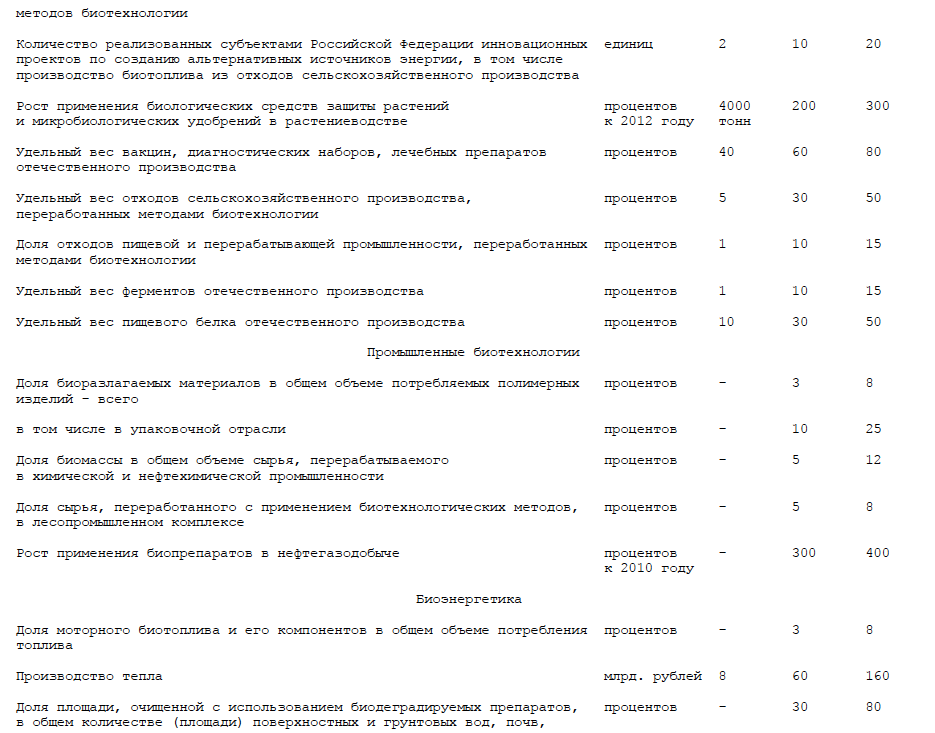 методов биотехнологии
Количество реализованных субъектами Российской Федерации инновационных единиц 2 10 20
проектов по созданию альтернативных источников энергии, в том числе
производство биотоплива из отходов сельскохозяйственного производства
Рост применения биологических средств защиты растений процентов 4000 200 300
и микробиологических удобрений в растениеводстве к 2012 году тонн
Удельный вес вакцин, диагностических наборов, лечебных препаратов процентов 40 60 80
отечественного производства
Удельный вес отходов сельскохозяйственного производства, процентов 5 30 50
переработанных методами биотехнологии
Доля отходов пищевой и перерабатывающей промышленности, переработанных процентов 1 10 15
методами биотехнологии
Удельный вес ферментов отечественного производства процентов 1 10 15
Удельный вес пищевого белка отечественного производства процентов 10 30 50
Промышленные биотехнологии
Доля биоразлагаемых материалов в общем объеме потребляемых полимерных процентов - 3 8
изделий - всего
в том числе в упаковочной отрасли процентов - 10 25
Доля биомассы в общем объеме сырья, перерабатываемого процентов - 5 12
в химической и нефтехимической промышленности
Доля сырья, переработанного с применением биотехнологических методов, процентов - 5 8
в лесопромышленном комплексе
Рост применения биопрепаратов в нефтегазодобыче процентов - 300 400
к 2010 году
Биоэнергетика
Доля моторного биотоплива и его компонентов в общем объеме потребления процентов - 3 8
топлива
Производство тепла млрд. рублей 8 60 160
Доля площади, очищенной с использованием биодеградируемых препаратов, процентов - 30 80
в общем количестве (площади) поверхностных и грунтовых вод, почв,